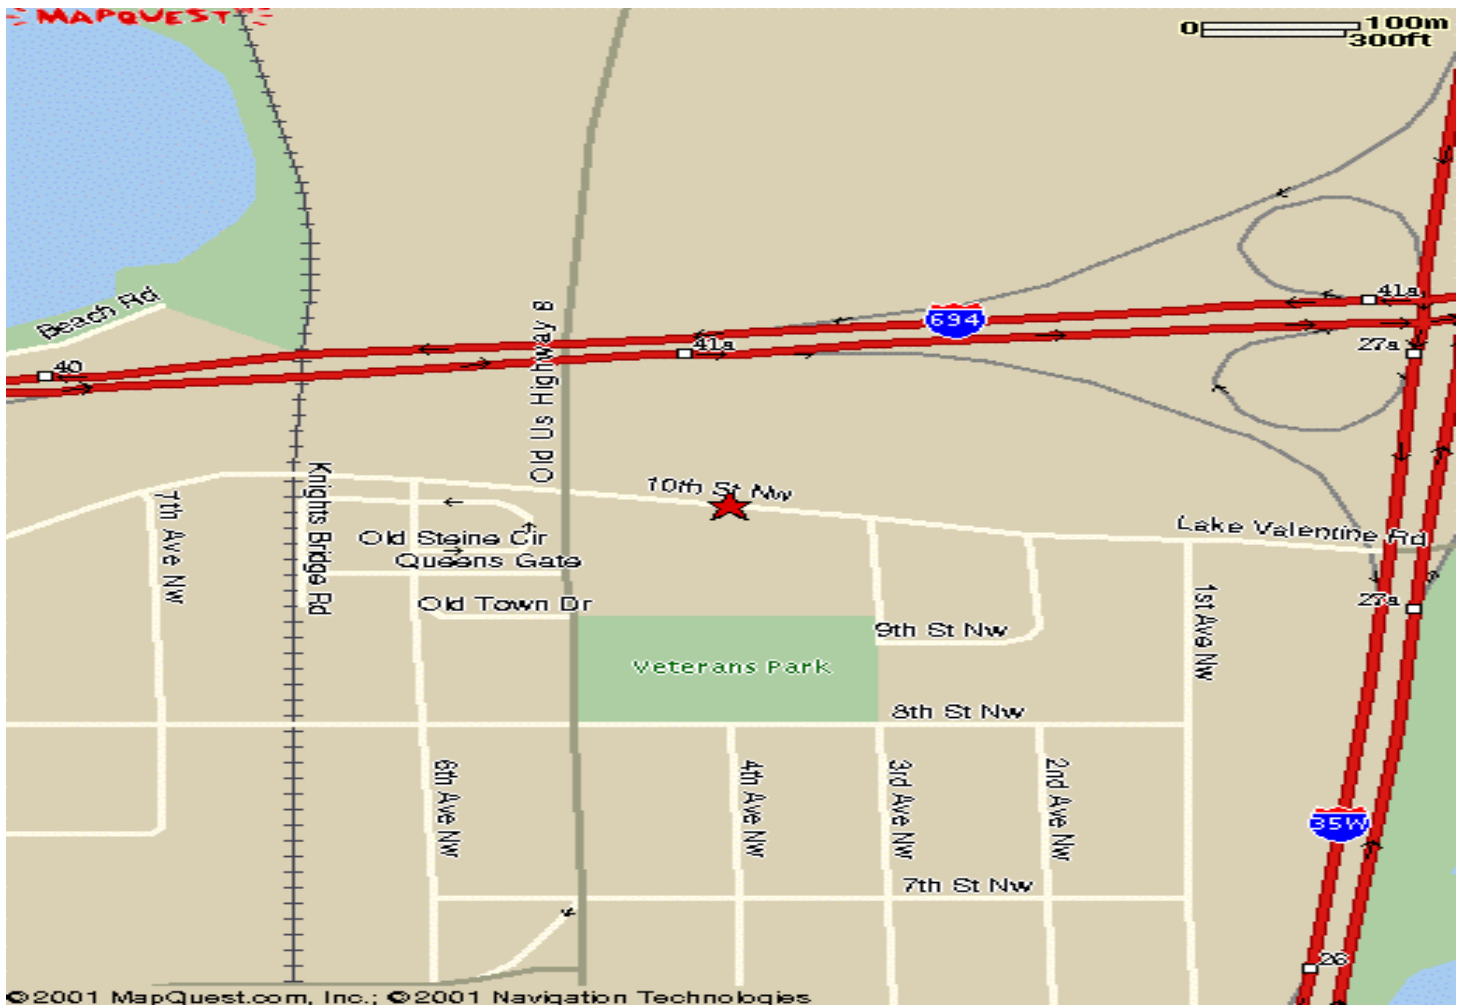 MAPQUEST
0 100m
300ft
Beach Rd
41a
694
41a
27a
40
Old Us Highway 8
Knights Bridge Rd
7th Ave NW
10th St Nw
Lake Valentine Rd
Old Steine Cir
Queens Gate
Old Town Dr
27a
1st Ave NW
9th St Nw
Veterans Park
8th St Nw
6th Ave NW
4th Ave NW
3rd Ave NW
2nd Ave NW
35W
7th St Nw
26
©2001 MapQuest.com, Inc.; ©2001 Navigation Technologies